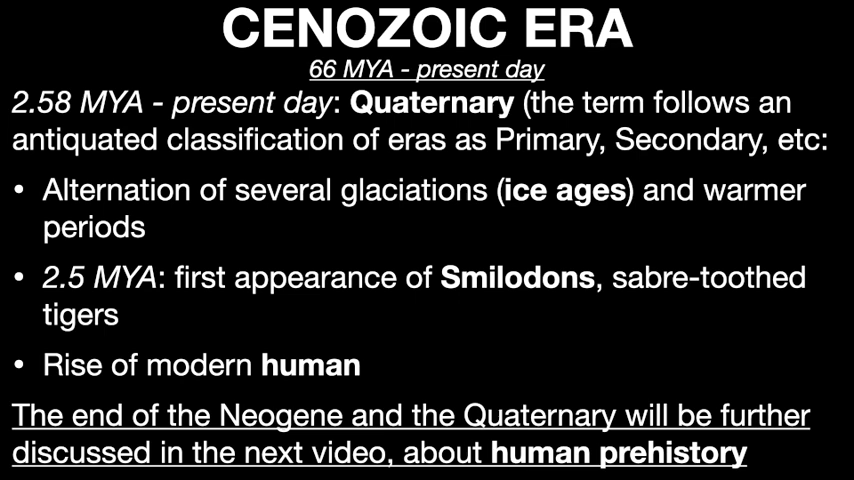 CENOZOIC ERA
66 MYA - present day
2.58 MYA - present day: Quaternary (the term follows an
antiquated classification of eras as Primary, Secondary, etc:
• Alternation of several glaciations (ice ages) and warmer
periods
• 2.5 MYA: first appearance of Smilodons, sabre-toothed
tigers
• Rise of modern human
The end of the Neogene and the Quaternary will be further
discussed in the next video, about human prehistory